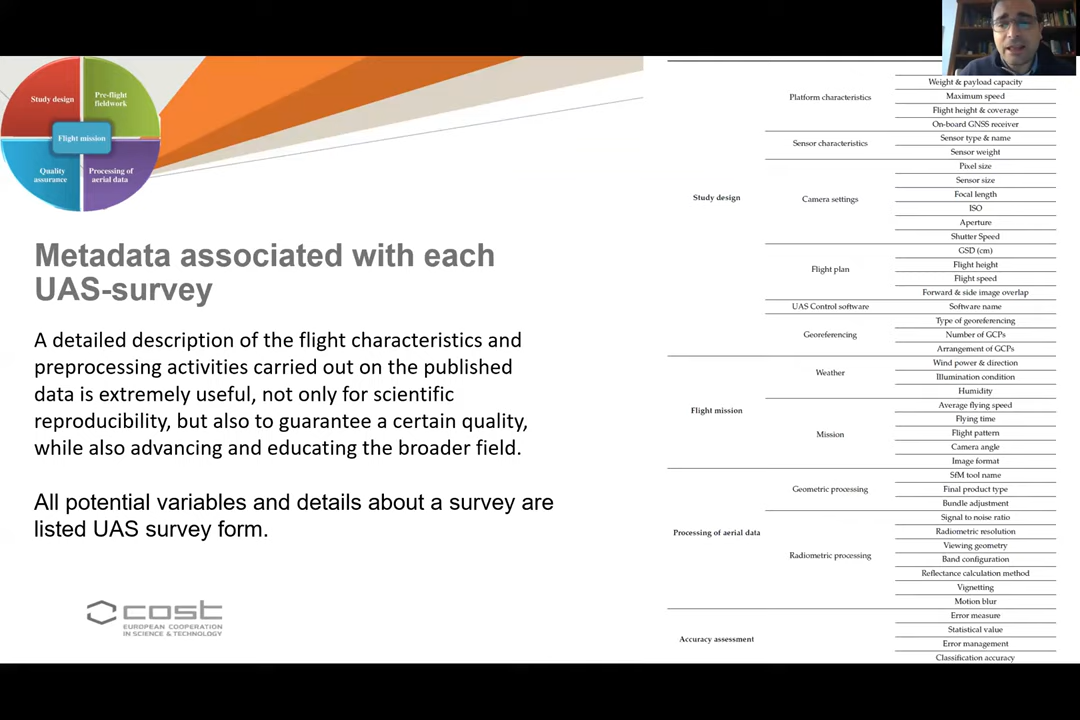 Study design
Pre-flight
fieldwork
Flight mission
Quality
assurance
Processing of
aerial data
Metadata associated with each
UAS-survey
A detailed description of the flight characteristics and
preprocessing activities carried out on the published
data is extremely useful, not only for scientific
reproducibility, but also to guarantee a certain quality,
while also advancing and educating the broader field.
All potential variables and details about a survey are
listed UAS survey form.
cost
EUROPEAN COOPERATION
IN SCIENCE & TECHNOLOGY
Study design
Platform characteristics
Weight & payload capacity
Maximum speed
Flight height & coverage
On-board GNSS receiver
Sensor characteristics
Sensor type & name
Sensor weight
Camera settings
Pixel size
Sensor size
Focal length
ISO
Aperture
Shutter Speed
Flight plan
GSD (cm)
Flight height
Flight speed
Forward & side image overlap
UAS Control software
Software name
Georeferencing
Type of georeferencing
Number of GCPs
Arrangement of GCPs
Flight mission
Weather
Wind power & direction
Illumination condition
Humidity
Mission
Average flying speed
Flying time
Flight pattern
Camera angle
Image format
Processing of aerial data
Geometric processing
SfM tool name
Final product type
Bundle adjustment
Radiometric processing
Signal to noise ratio
Radiometric resolution
Viewing geometry
Band configuration
Reflectance calculation method
Vignetting
Motion blur
Accuracy assessment
Error measure
Statistical value
Error management
Classification accuracy